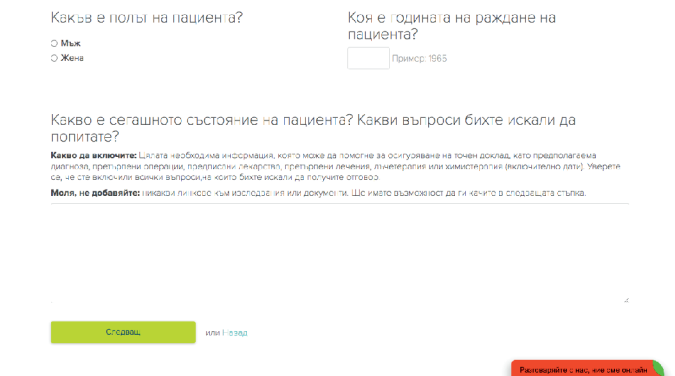 Какъв е полът на пациента?
Мъж
Жена
Коя е годината на раждане на
пациента?
Пример: 1965
Какво е сегашното състояние на пациента? Какви въпроси бихте искали да
попитате?
Какво да включите: Цялата необходима информация, която може да помогне за осигуряване на точен доклад, като предполагаема
диагноза, претърпени операции, предписани лекарства, претърпени лечения, лъчетерапия или химиотерапия (включително дати). Уверете
се, че сте включили всички въпроси,на които бихте искали да получите отговор.
Моля, не добавяйте: никакви линкове към изследвания или документи. Ще имате възможност да ги качите в следващата стъпка.
Следващ
или Назад
Разговаряйте с нас, ние сме онлайн